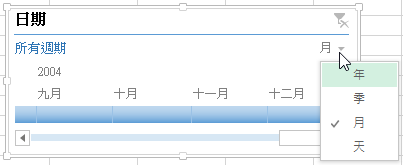 日期
所有週期
月
2004
九月 十月 十一月 十二月
年
季
月
天